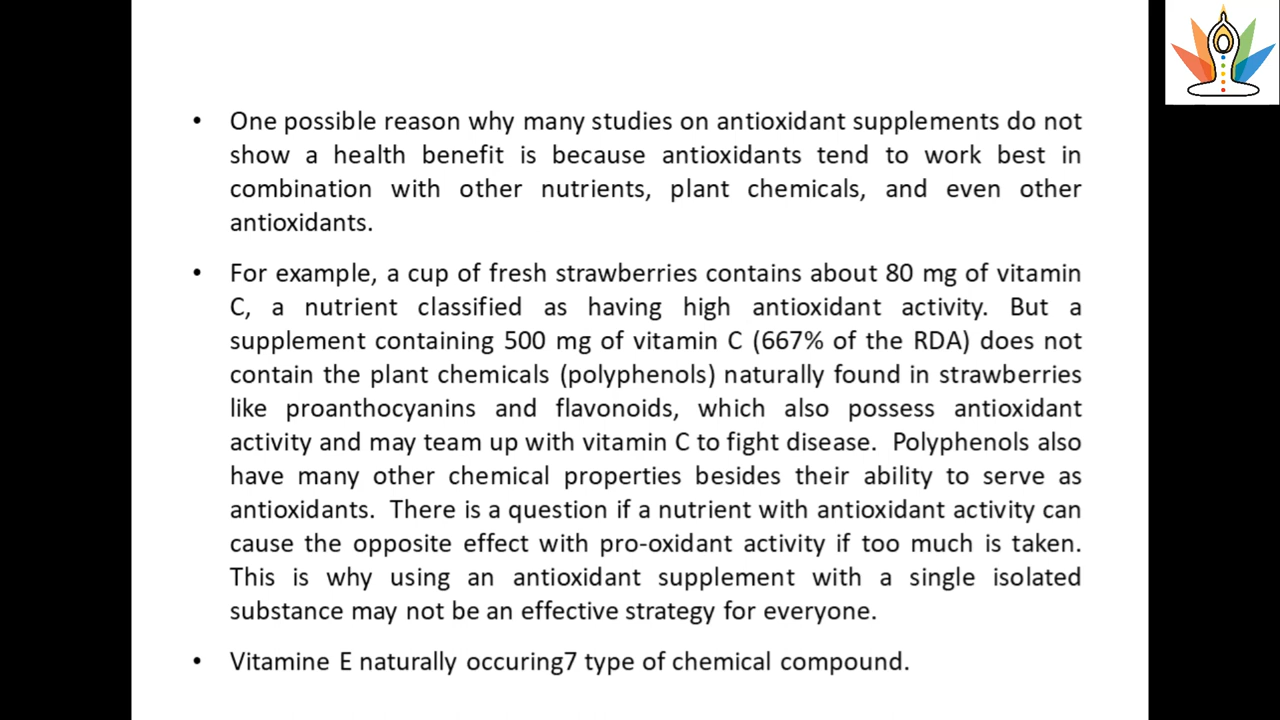 • One possible reason why many studies on antioxidant supplements do not
show a health benefit is because antioxidants tend to work best in
combination with other nutrients, plant chemicals, and even other
antioxidants.
• For example, a cup of fresh strawberries contains about 80 mg of vitamin
C, a nutrient classified as having high antioxidant activity. But a
supplement containing 500 mg of vitamin C (667% of the RDA) does not
contain the plant chemicals (polyphenols) naturally found in strawberries
like proanthocyanins and flavonoids, which also possess antioxidant
activity and may team up with vitamin C to fight disease.  Polyphenols also
have many other chemical properties besides their ability to serve as
antioxidants.  There is a question if a nutrient with antioxidant activity can
cause the opposite effect with pro-oxidant activity if too much is taken.
This is why using an antioxidant supplement with a single isolated
substance may not be an effective strategy for everyone.
• Vitamine E naturally occuring7 type of chemical compound.